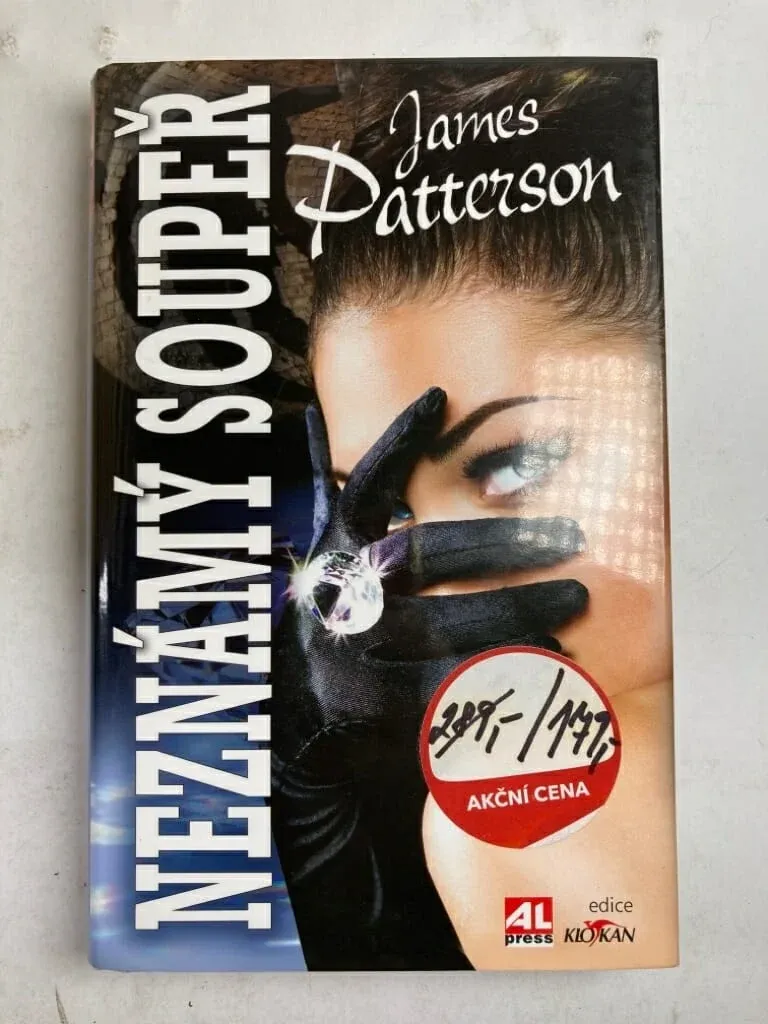 NEZNÁMÝ SOUPEŘ
James
Patterson
289,- / 179,-
AKČNÍ CENA
AL
press
edice
KLOKAN